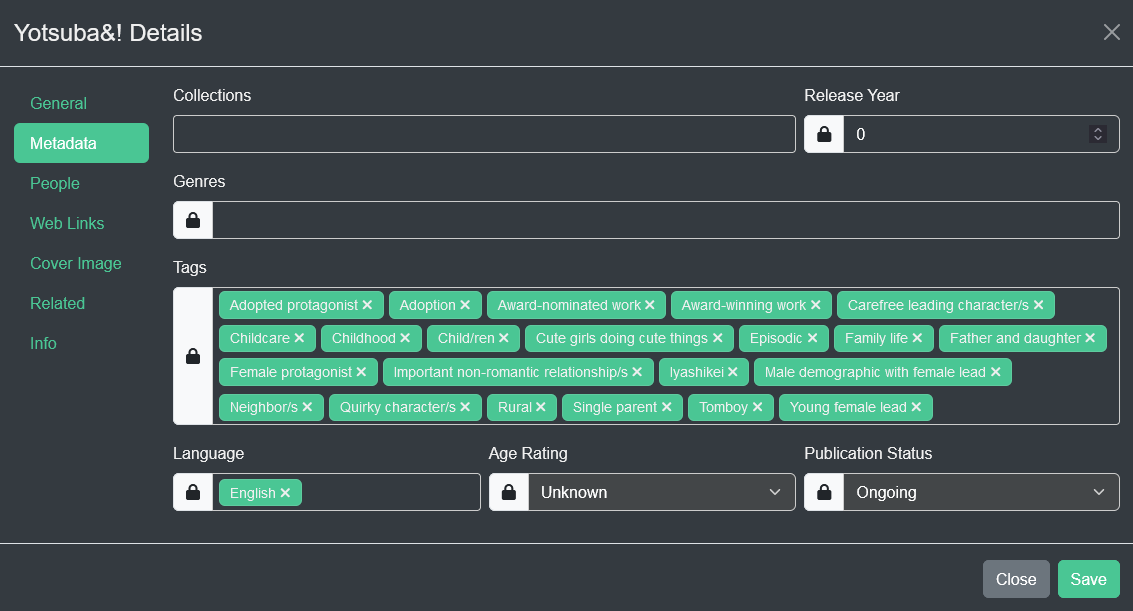 Yotsuba&! Details
General
Metadata
People
Web Links
Cover Image
Related
Info
Collections
Release Year
0
Genres
Tags
Adopted protagonist Adoption Award-nominated work Award-winning work Carefree leading character/s
Childcare Childhood Child/ren Cute girls doing cute things Episodic Family life Father and daughter
Female protagonist Important non-romantic relationship/s Iyashikei Male demographic with female lead
Neighbor/s Quirky character/s Rural Single parent Tomboy Young female lead
Language
English
Age Rating
Unknown
Publication Status
Ongoing
Close Save